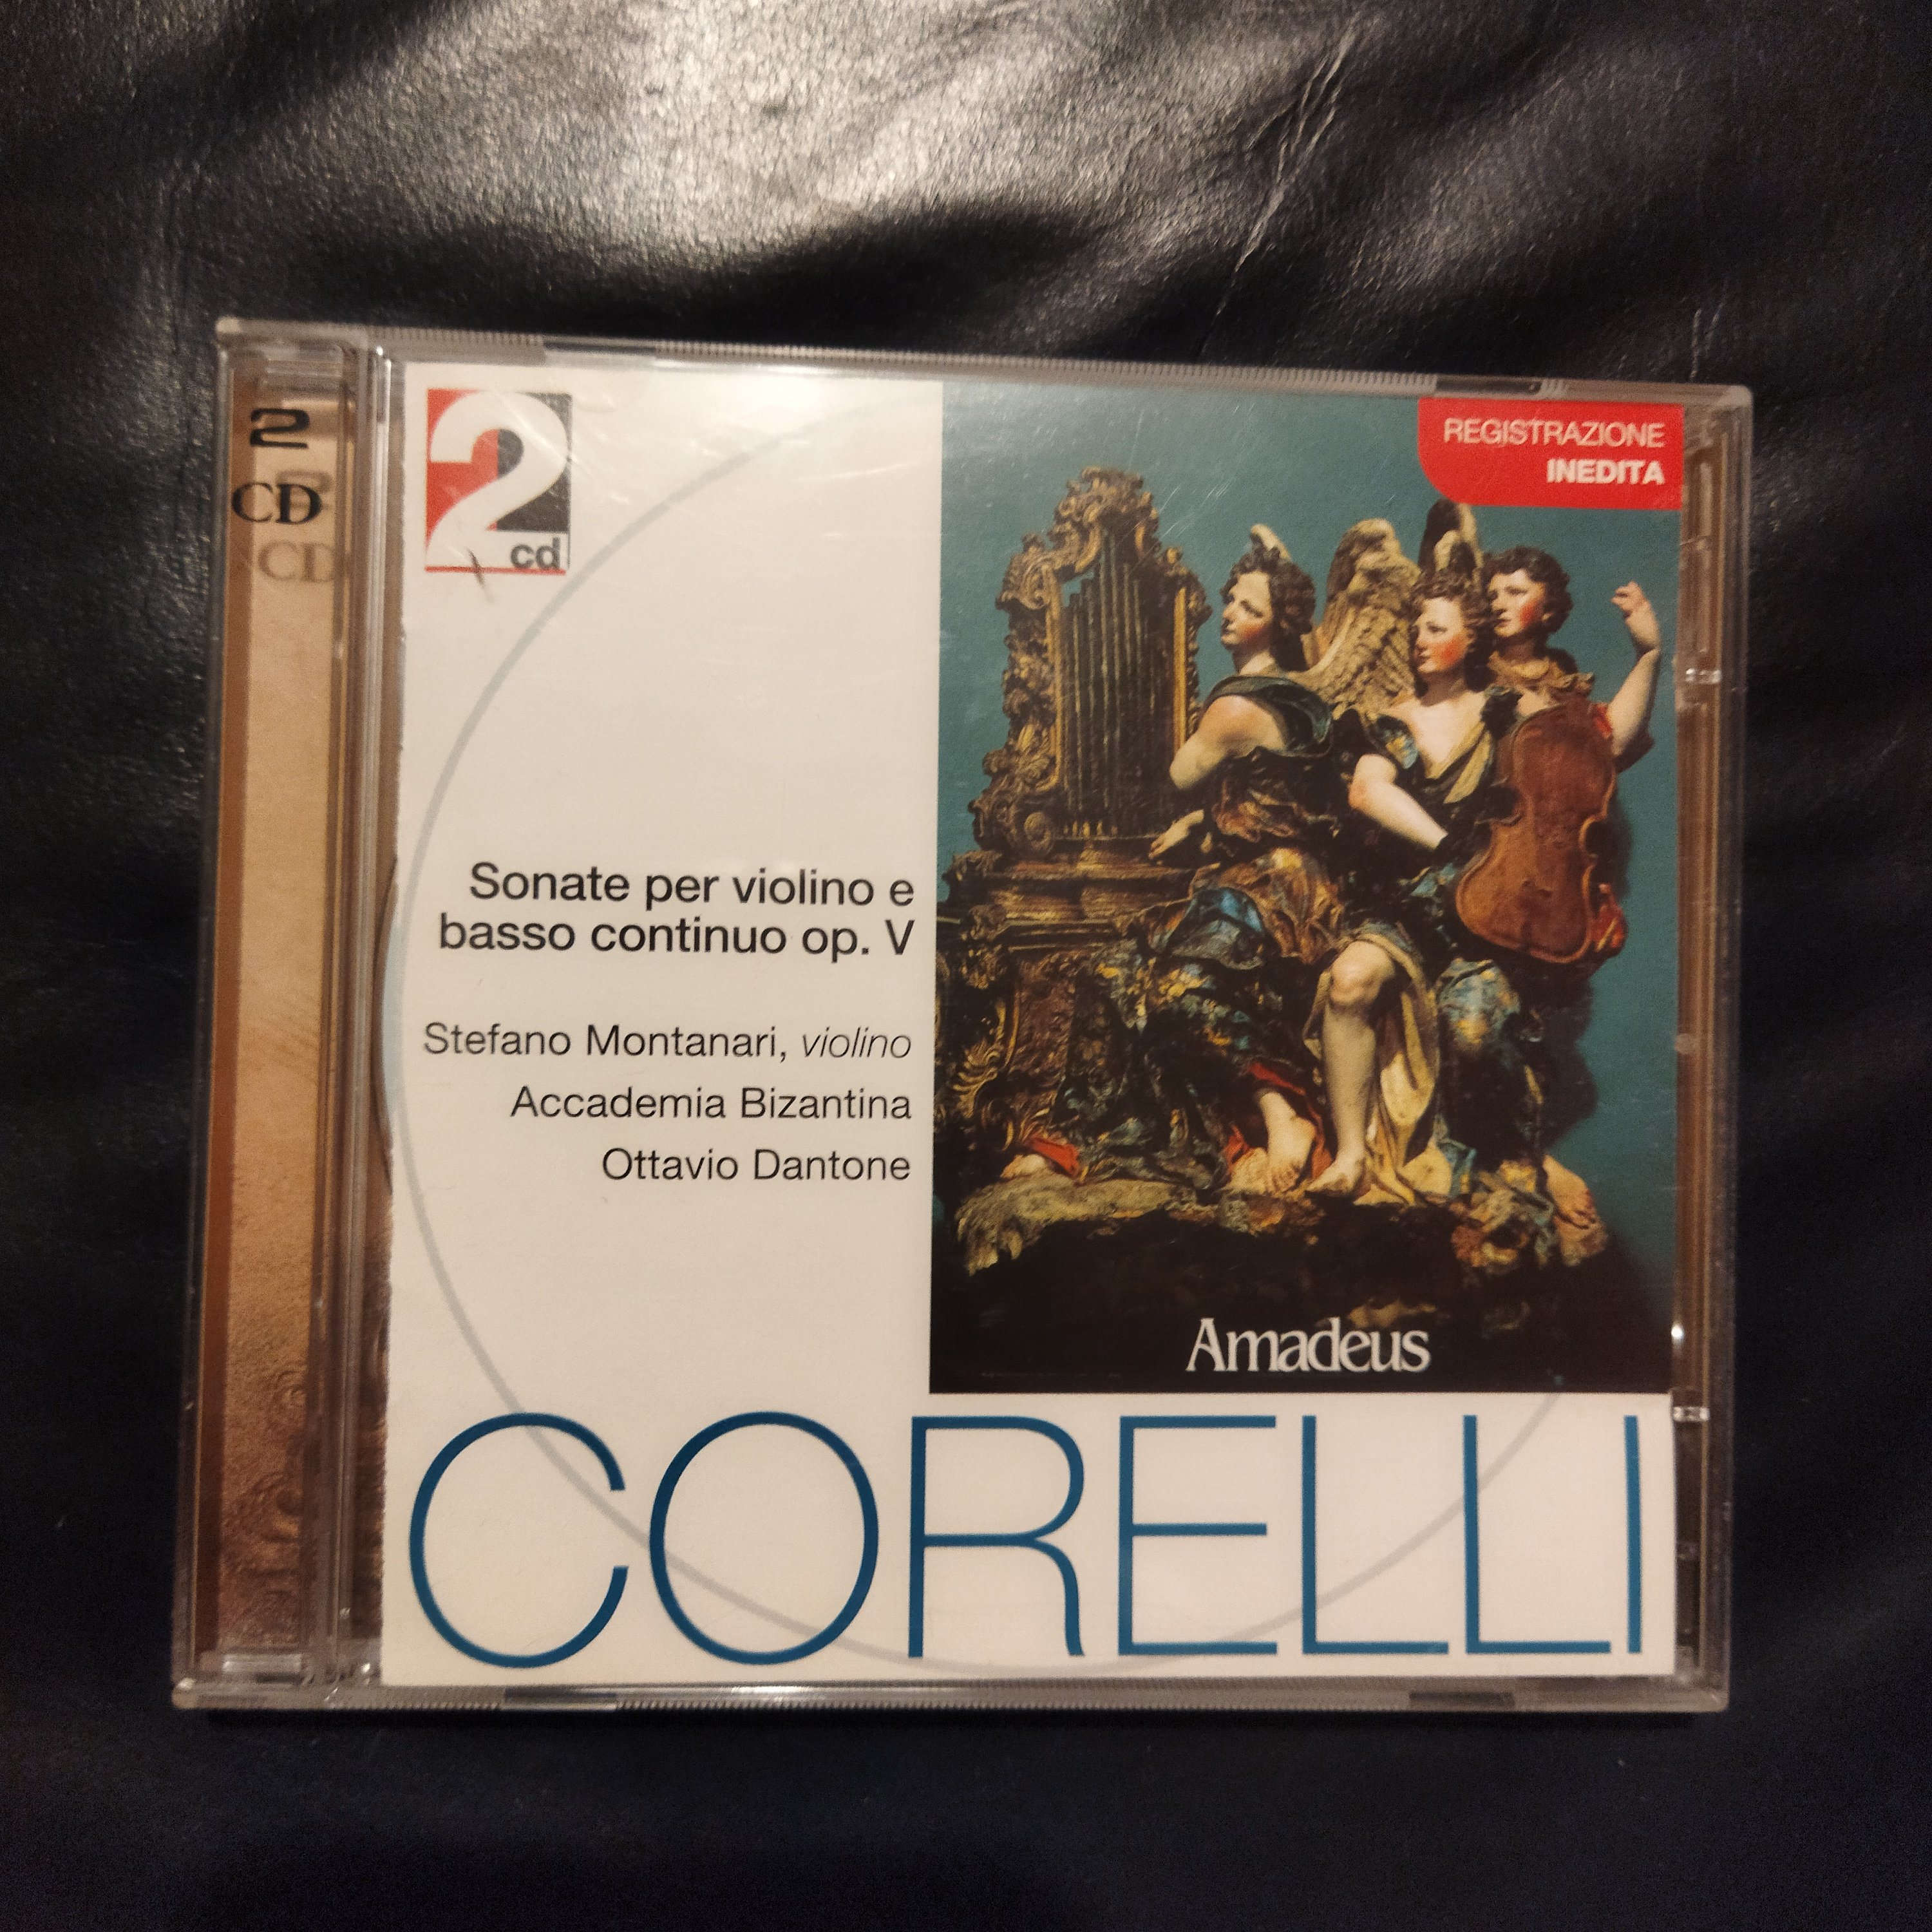 2
CD
2
cd
REGISTRAZIONE
INEDITA
Sonate per violino e
basso continuo op. V
Stefano Montanari, violino
Accademia Bizantina
Ottavio Dantone
Amadeus
CORELLI